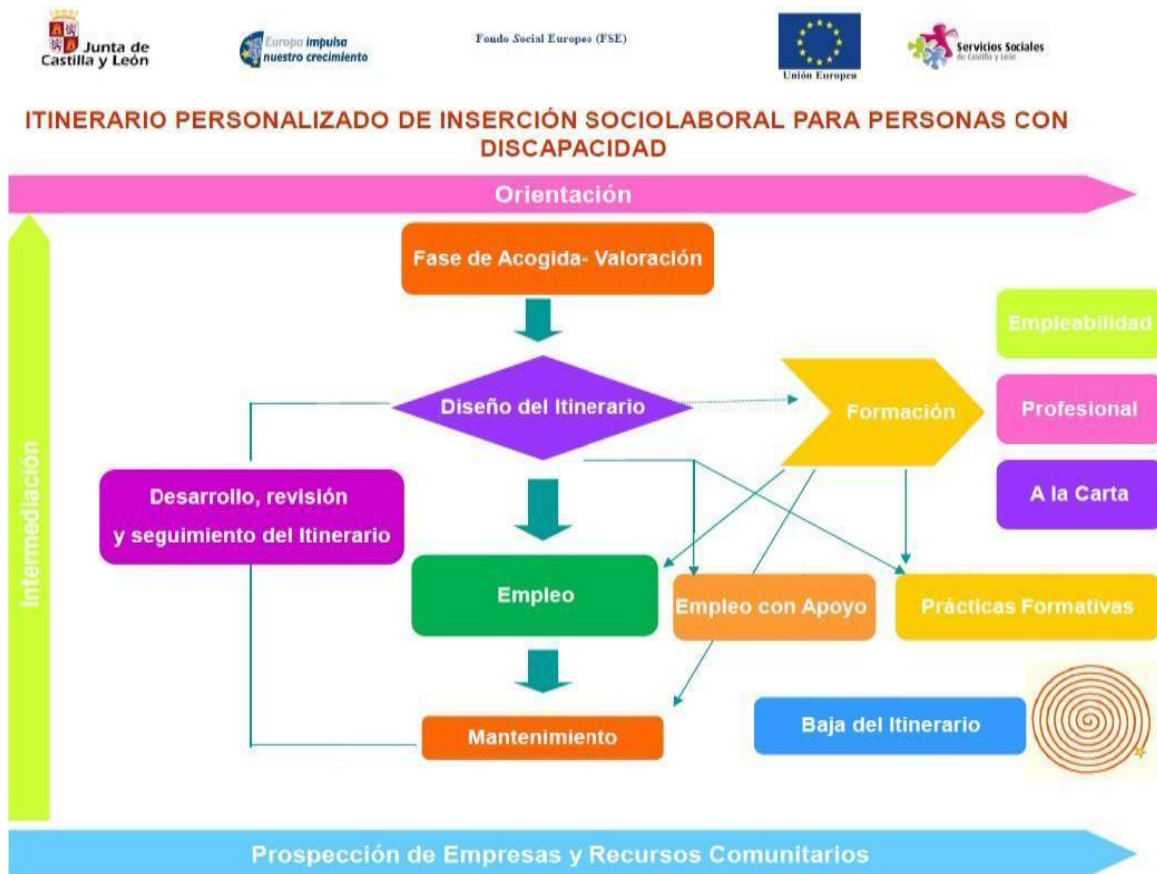 Junta de
Castilla y León
Europa impulsa
nuestro crecimiento
Fondo Social Europeo (FSE)
Unión Europea
Servicios Sociales
de Castilla y León
ITINERARIO PERSONALIZADO DE INSERCIÓN SOCIOLABORAL PARA PERSONAS CON
DISCAPACIDAD
Orientación
Fase de Acogida- Valoración
Empleabilidad
Diseño del Itinerario
Formación
Profesional
A la Carta
Intermediación
Desarrollo, revisión
y seguimiento del Itinerario
Empleo
Empleo con Apoyo
Prácticas Formativas
Mantenimiento
Baja del Itinerario
Prospección de Empresas y Recursos Comunitarios